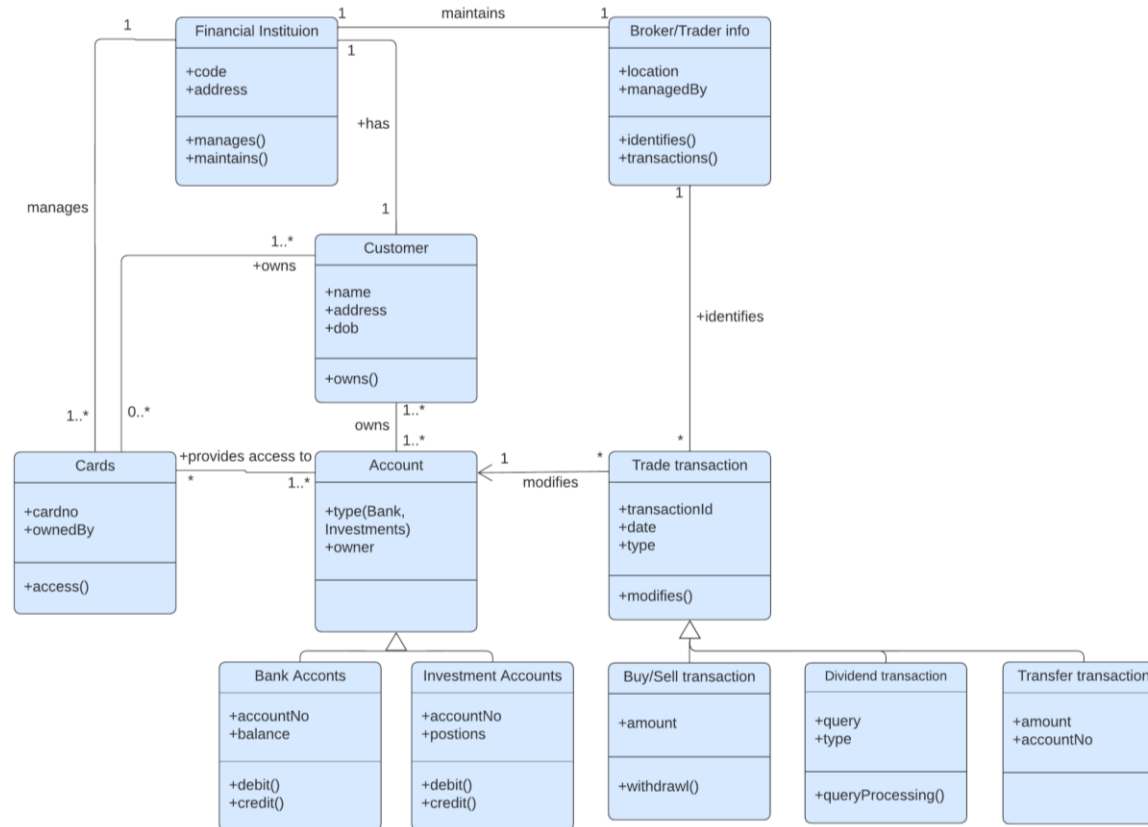 1
maintains
1
Financial Instituion
+code
+address
+manages()
+maintains()
Broker/Trader info
+location
+managedBy
+identifies()
+transactions()
1
1
+has
manages
1
1
1..*
+owns
Customer
+name
+address
+dob
+owns()
+identifies
1..*
0..*
1..*
owns
1..*
*
Cards
+cardno
+ownedBy
+access()
+provides access to
*
1..*
Account
+type(Bank,
Investments)
+owner
1
*
modifies
Trade transaction
+transactionId
+date
+type
+modifies()
Bank Acconts
+accountNo
+balance
+debit()
+credit()
Investment Accounts
+accountNo
+postions
+debit()
+credit()
Buy/Sell transaction
+amount
+withdrawl()
Dividend transaction
+query
+type
+queryProcessing()
Transfer transaction
+amount
+accountNo